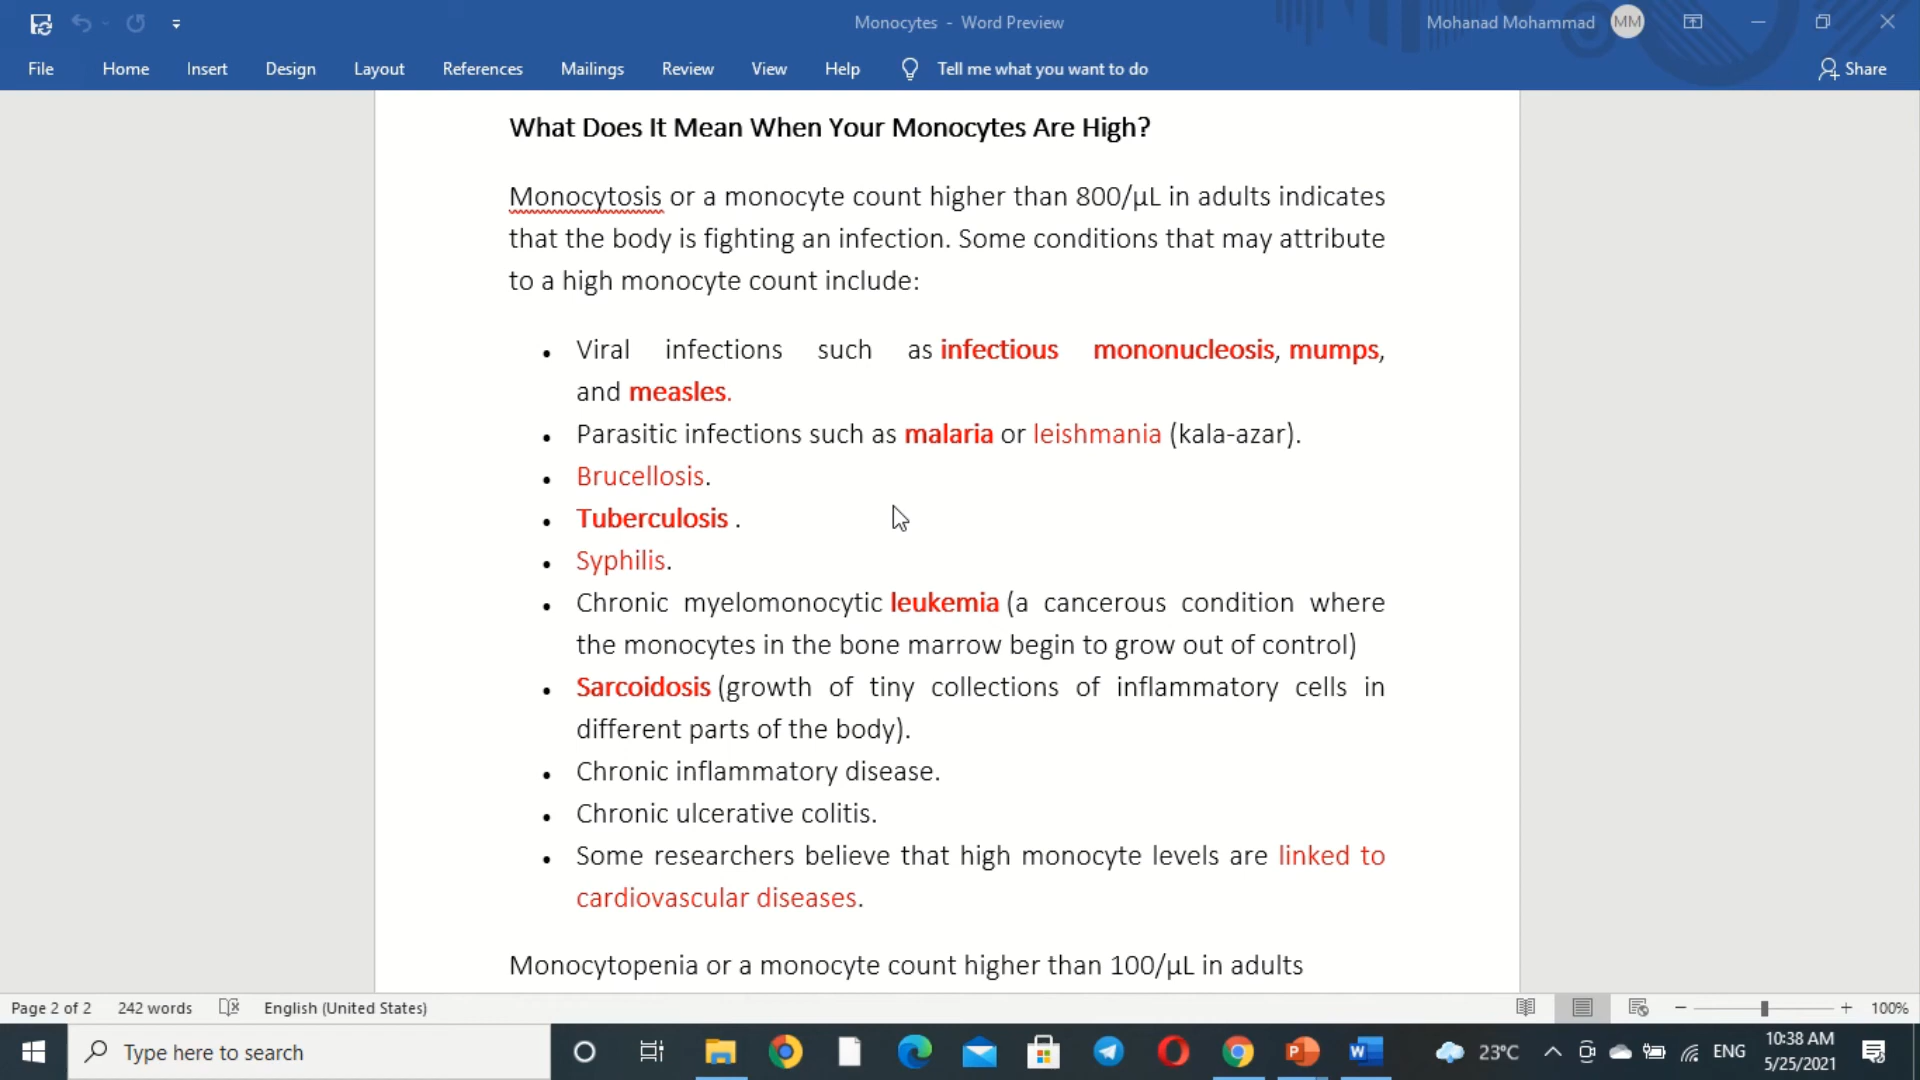 Monocytes - Word Preview
Mohanad Mohammad MM
File Home Insert Design Layout References Mailings Review View Help Tell me what you want to do Share
What Does It Mean When Your Monocytes Are High?
Monocytosis or a monocyte count higher than 800/µL in adults indicates
that the body is fighting an infection. Some conditions that may attribute
to a high monocyte count include:
• Viral infections such as infectious mononucleosis, mumps,
and measles.
• Parasitic infections such as malaria or leishmania (kala-azar).
• Brucellosis.
• Tuberculosis .
• Syphilis.
• Chronic myelomonocytic leukemia (a cancerous condition where
the monocytes in the bone marrow begin to grow out of control)
• Sarcoidosis (growth of tiny collections of inflammatory cells in
different parts of the body).
• Chronic inflammatory disease.
• Chronic ulcerative colitis.
• Some researchers believe that high monocyte levels are linked to
cardiovascular diseases.
Monocytopenia or a monocyte count higher than 100/µL in adults
Page 2 of 2 242 words English (United States) 100%
Type here to search
23°C ENG 10:38 AM
5/25/2021